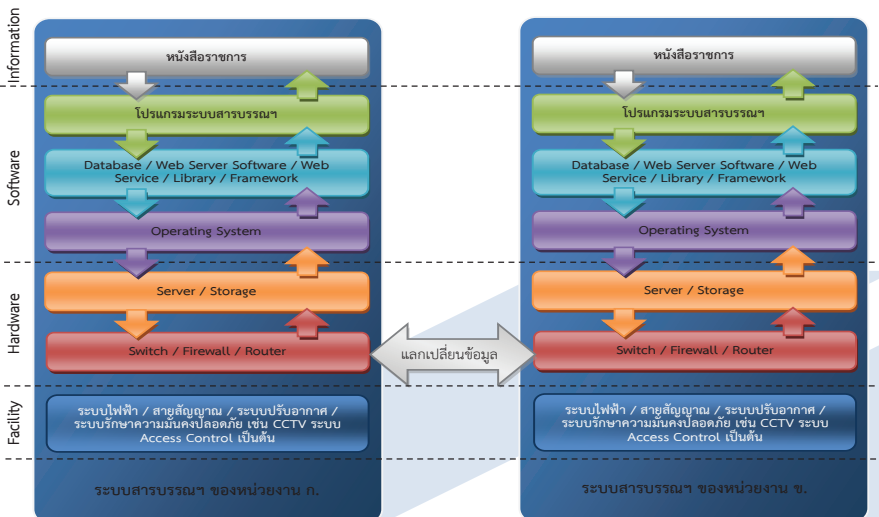 Information
Software
Hardware
Facility
หนังสือราชการ
โปรแกรมระบบสารบรรณฯ
Database / Web Server Software / Web
Service / Library / Framework
Operating System
Server / Storage
Switch / Firewall / Router
ระบบไฟฟ้า / สายสัญญาณ / ระบบปรับอากาศ /
ระบบรักษาความมั่นคงปลอดภัย เช่น CCTV ระบบ
Access Control เป็นต้น
ระบบสารบรรณฯ ของหน่วยงาน ก.
แลกเปลี่ยนข้อมูล
หนังสือราชการ
โปรแกรมระบบสารบรรณฯ
Database / Web Server Software / Web
Service / Library / Framework
Operating System
Server / Storage
Switch / Firewall / Router
ระบบไฟฟ้า / สายสัญญาณ / ระบบปรับอากาศ /
ระบบรักษาความมั่นคงปลอดภัย เช่น CCTV ระบบ
Access Control เป็นต้น
ระบบสารบรรณฯ ของหน่วยงาน ข.